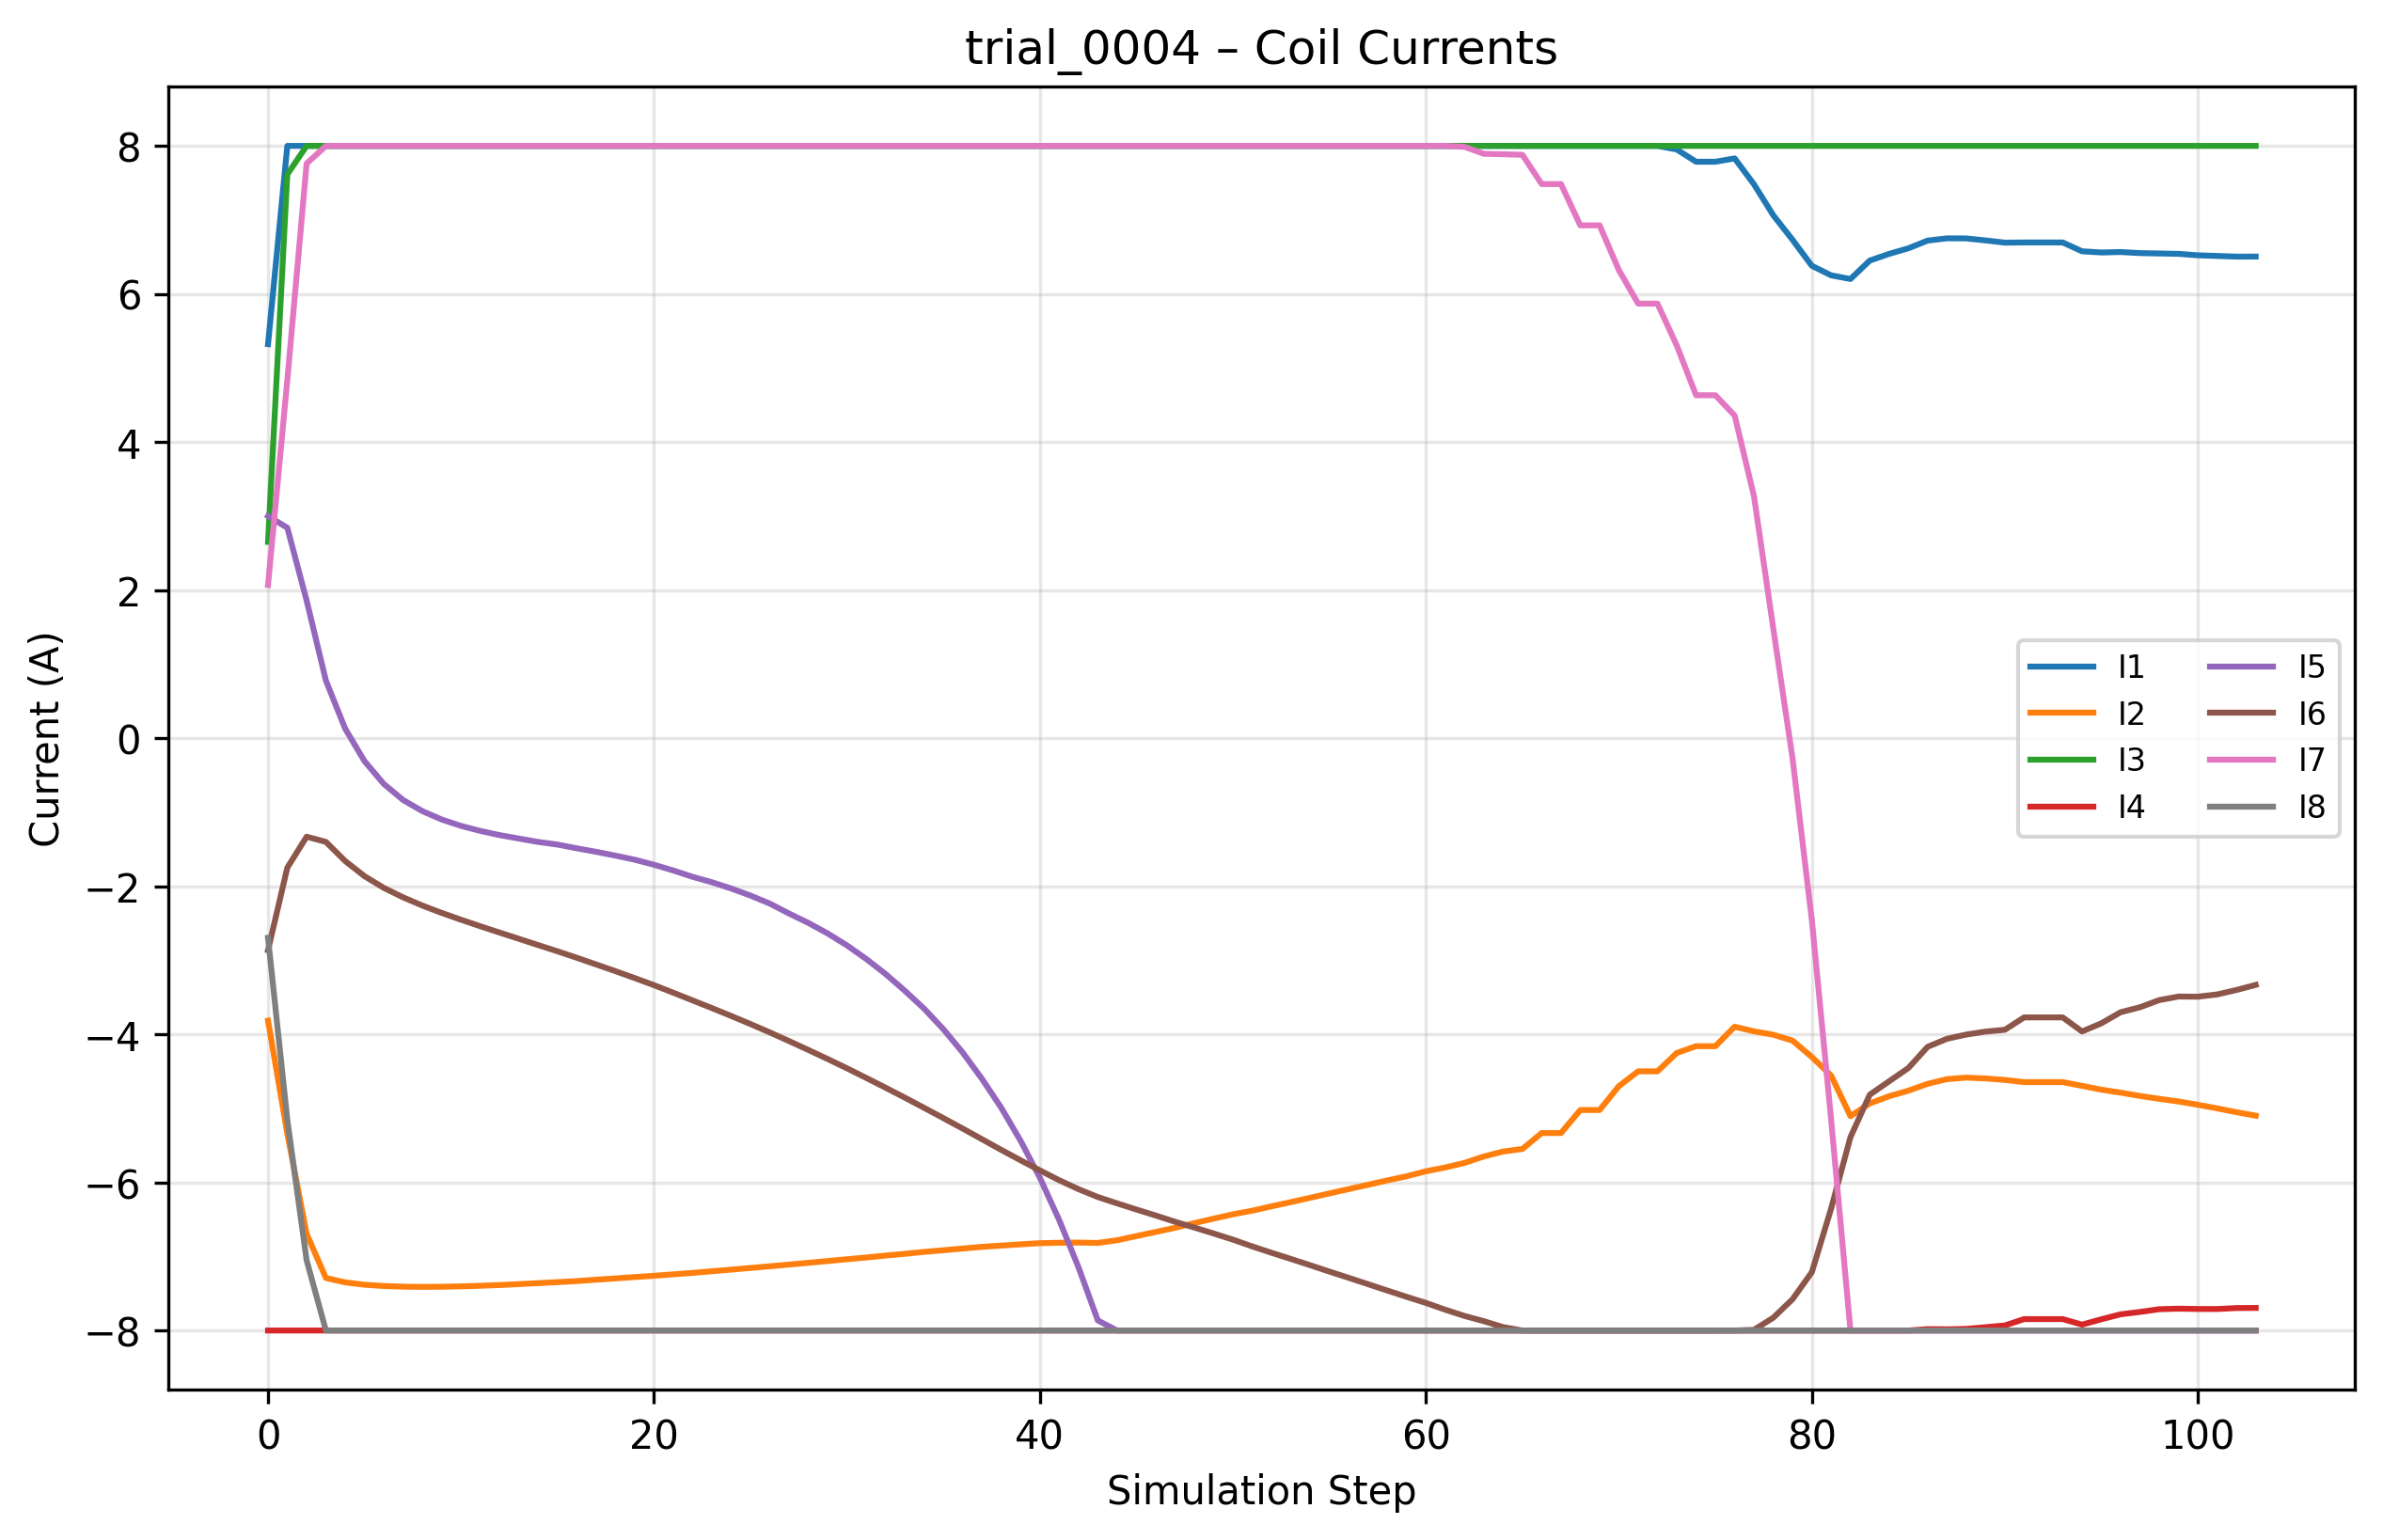 trial_0004 – Coil Currents
Current (A)
8
6
4
2
0
−2
−4
−6
−8
I1
I2
I3
I4
I5
I6
I7
I8
0
20
40
60
80
100
Simulation Step